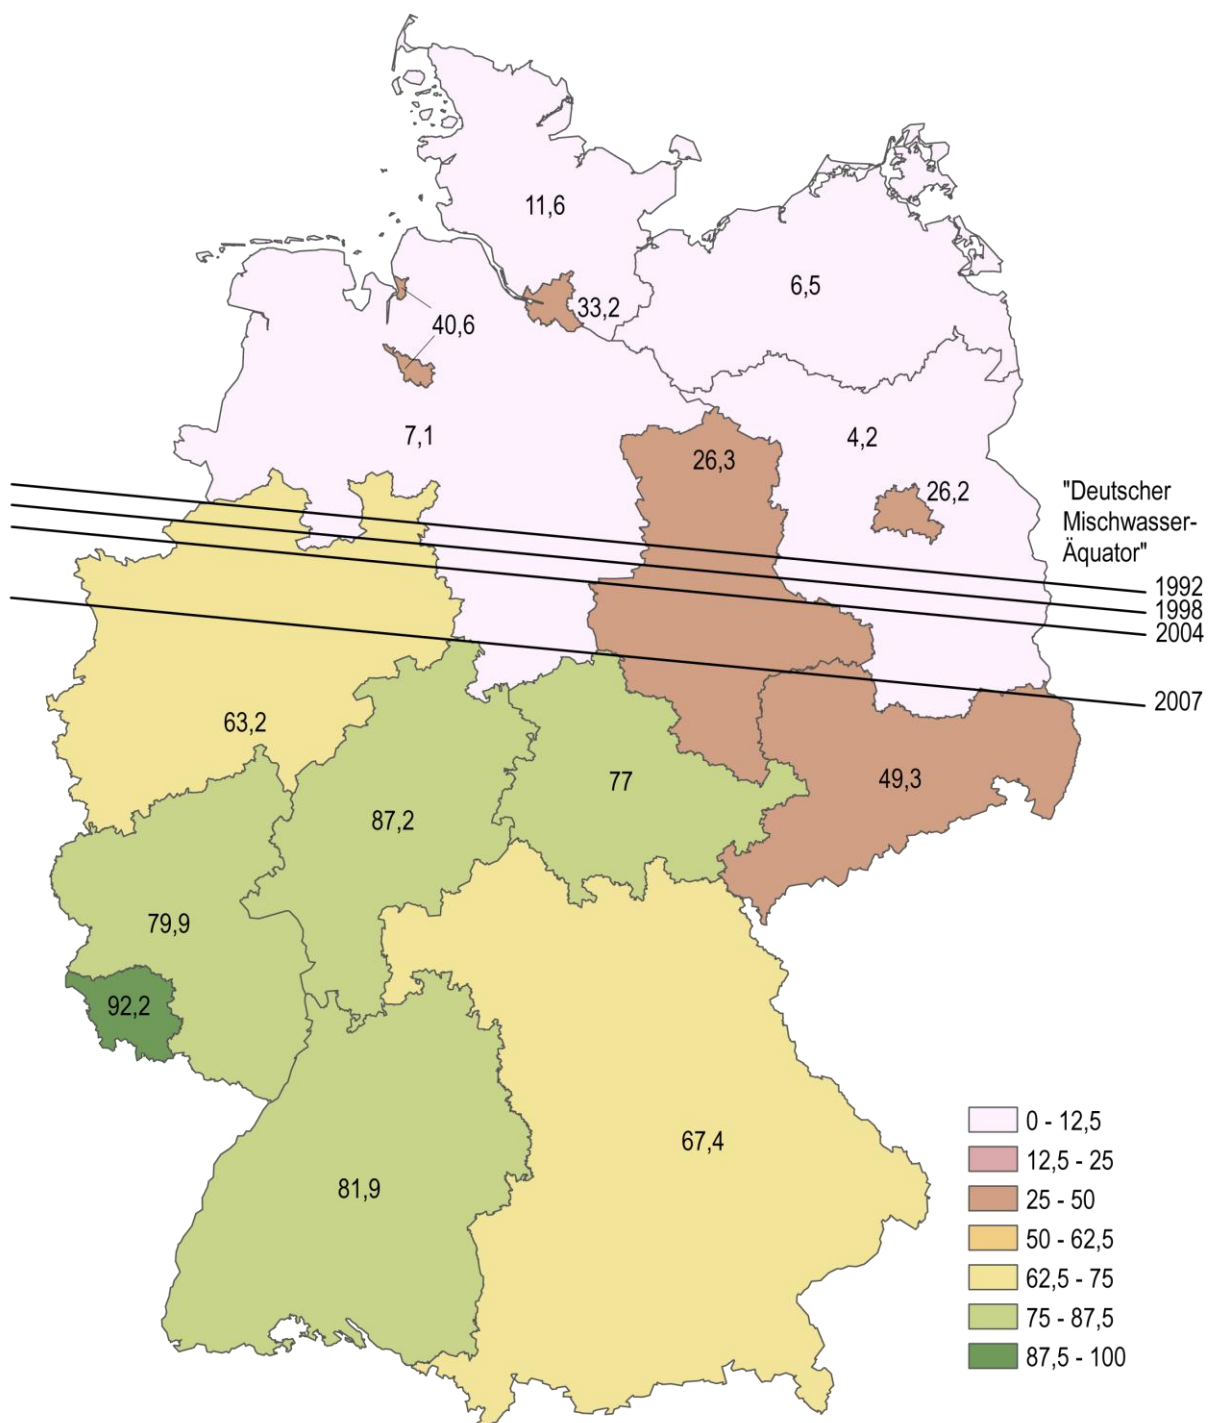 11,6
6,5
33,2
40,6
7,1
4,2
26,3
26,2
"Deutscher
Mischwasser-
Äquator"
1992
1998
2004
2007
63,2
77
49,3
87,2
79,9
92,2
67,4
81,9
0 - 12,5
12,5 - 25
25 - 50
50 - 62,5
62,5 - 75
75 - 87,5
87,5 - 100